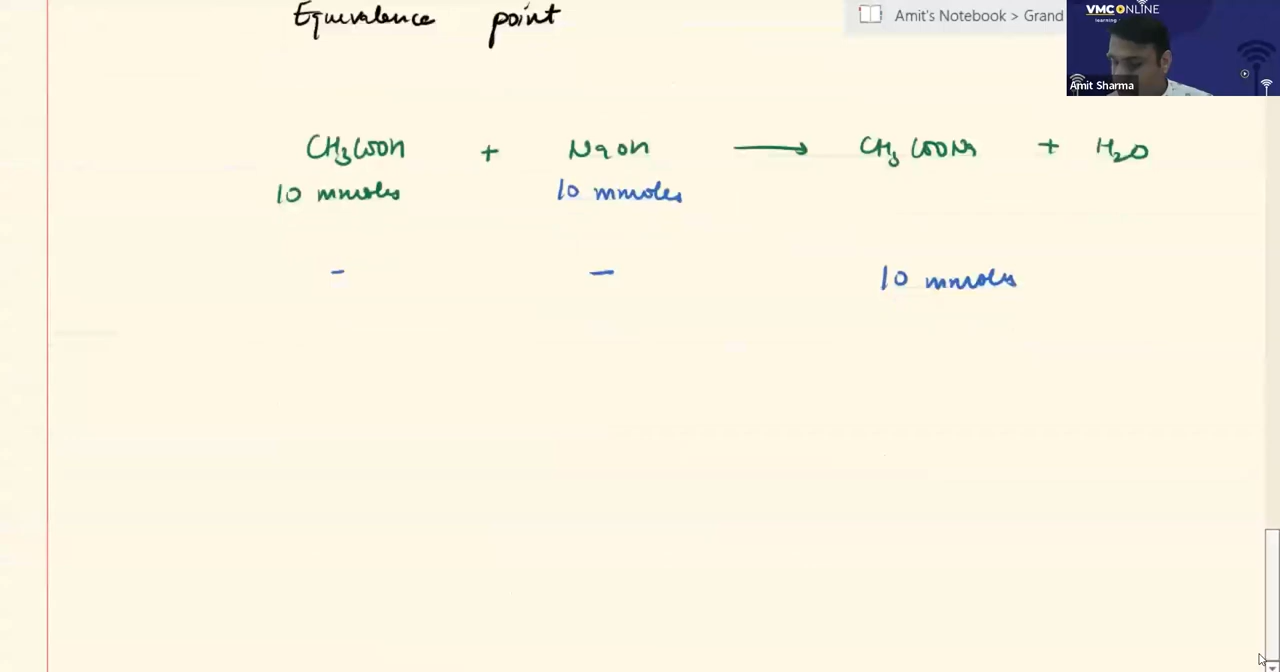 Equivalence point
Amit's Notebook > Grand
VMC ONLINE
learning
Amit Sharma
CH3COOH + NaOH → CH3COONa + H2O
10 mmoles 10 mmoles
- - 10 mmoles